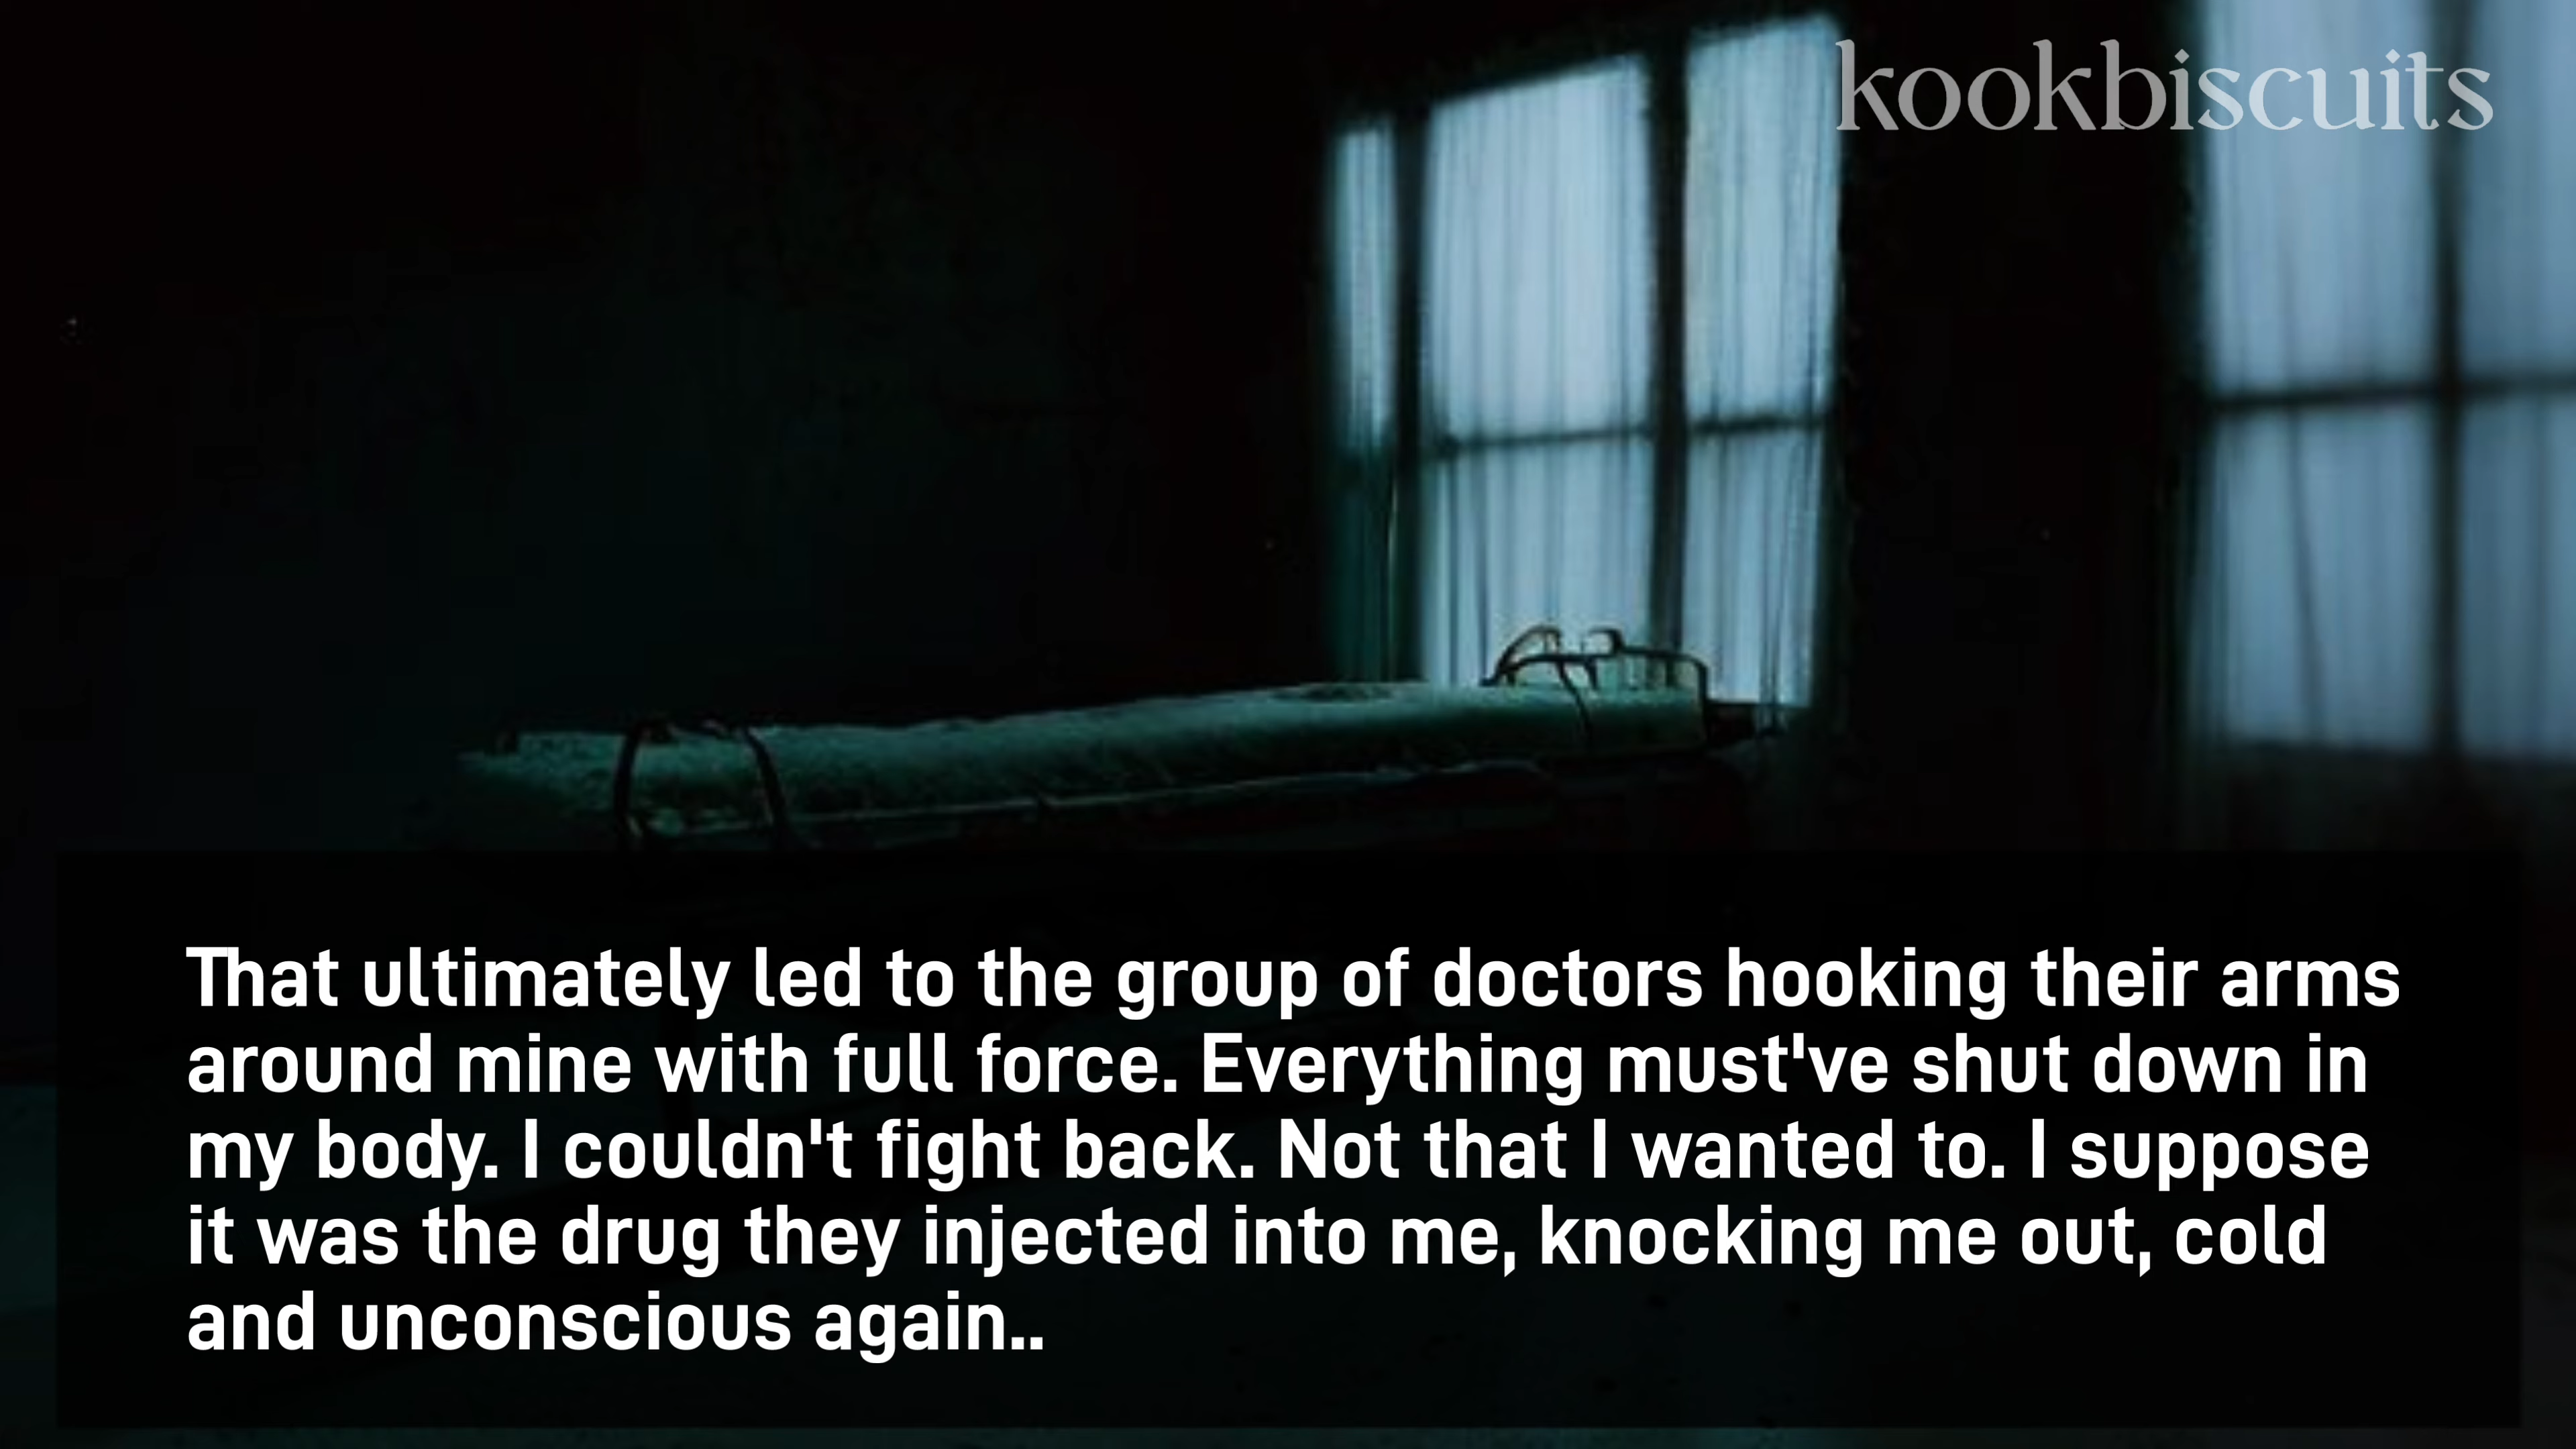 kookbiscuits
That ultimately led to the group of doctors hooking their arms
around mine with full force. Everything must've shut down in
my body. I couldn't fight back. Not that I wanted to. I suppose
it was the drug they injected into me, knocking me out, cold
and unconscious again..